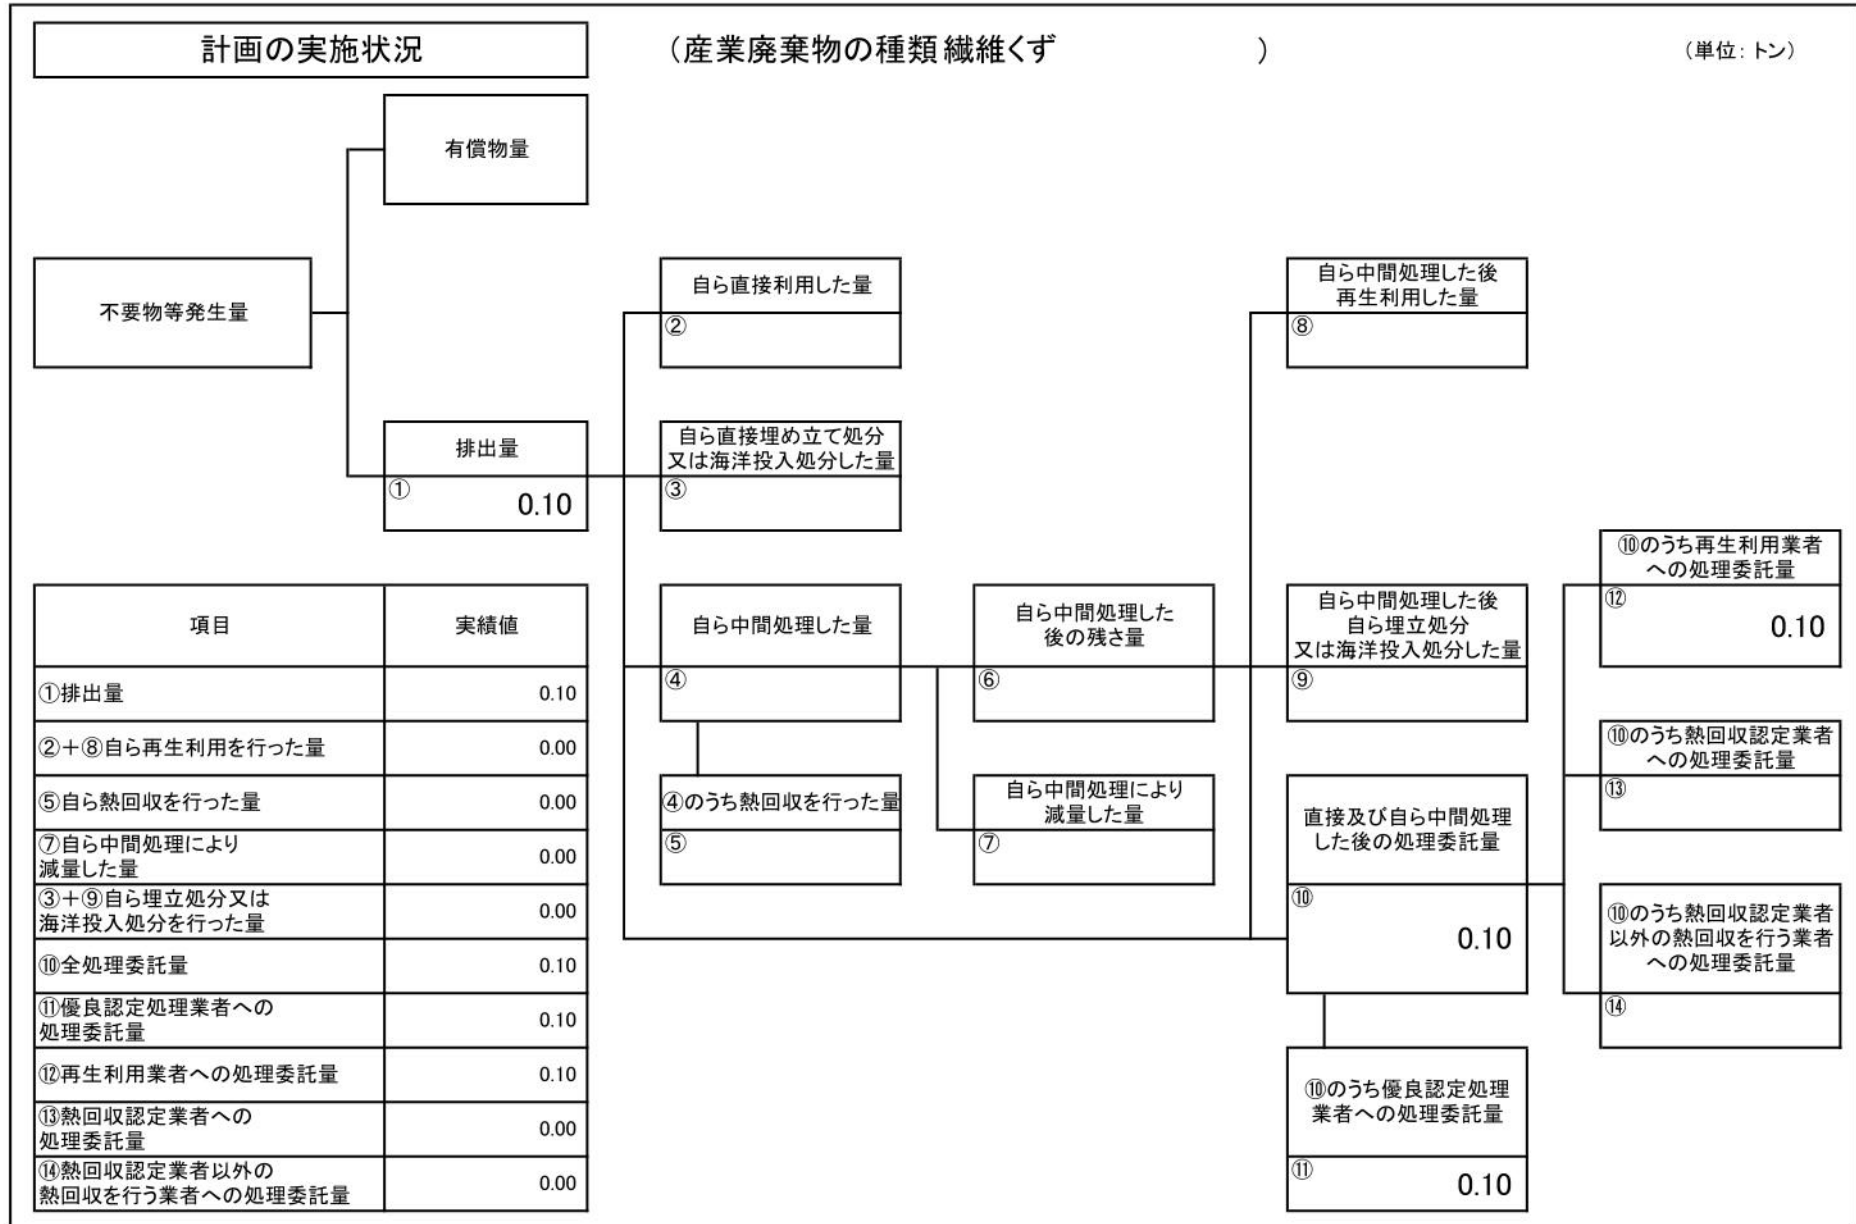 計画の実施状況
（産業廃棄物の種類 繊維くず　　　　　　　）
（単位：トン）
有償物量
不要物等発生量
自ら直接利用した量
②
自ら中間処理した後
再生利用した量
⑧
排出量
①
0.10
自ら直接埋め立て処分
又は海洋投入処分した量
③
⑩のうち再生利用業者
への処理委託量
⑫
0.10
自ら中間処理した量
④
自ら中間処理した
後の残さ量
⑥
自ら中間処理した後
自ら埋立処分
又は海洋投入処分した量
⑨
⑩のうち熱回収認定業者
への処理委託量
⑬
④のうち熱回収を行った量
⑤
自ら中間処理により
減量した量
⑦
直接及び自ら中間処理
した後の処理委託量
⑩
0.10
⑩のうち熱回収認定業者
以外の熱回収を行う業者
への処理委託量
⑭
⑩のうち優良認定処理
業者への処理委託量
⑪
0.10
項目 実績値
①排出量 0.10
②＋⑧自ら再生利用を行った量 0.00
⑤自ら熱回収を行った量 0.00
⑦自ら中間処理により
減量した量 0.00
③＋⑨自ら埋立処分又は
海洋投入処分を行った量 0.00
⑩全処理委託量 0.10
⑪優良認定処理業者への
処理委託量 0.10
⑫再生利用業者への処理委託量 0.10
⑬熱回収認定業者への
処理委託量 0.00
⑭熱回収認定業者以外の
熱回収を行う業者への処理委託量 0.00